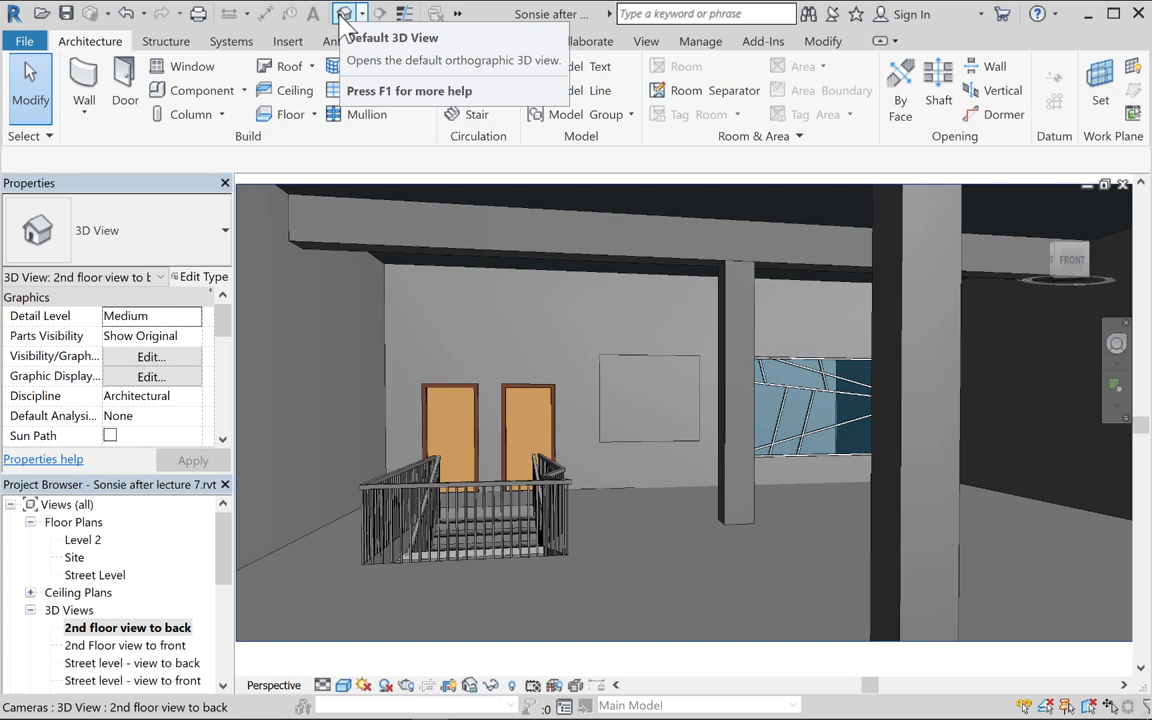 Sonsie after ...
Type a keyword or phrase
Sign In
File
Architecture
Structure
Systems
Insert
View
Manage
Add-Ins
Modify
Default 3D View
Opens the default orthographic 3D view.
Press F1 for more help
Modify
Wall
Door
Window
Component
Column
Roof
Ceiling
Floor
Mullion
Stair
Model Group
Room
Room Separator
Tag Room
Area
Area Boundary
Tag Area
By Face
Shaft
Wall
Vertical
Dormer
Set
Select
Build
Circulation
Model
Room & Area
Opening
Datum
Work Plane
Properties
3D View
3D View: 2nd floor view to b
Edit Type
Graphics
Detail Level Medium
Parts Visibility Show Original
Visibility/Graph... Edit...
Graphic Display... Edit...
Discipline Architectural
Default Analysi... None
Sun Path
Properties help
Apply
FRONT
Project Browser - Sonsie after lecture 7.rvt
Views (all)
Floor Plans
Level 2
Site
Street Level
Ceiling Plans
3D Views
2nd floor view to back
2nd Floor view to front
Street level - view to back
Street level - view to front
Perspective
Cameras : 3D View : 2nd floor view to back
:0
Main Model